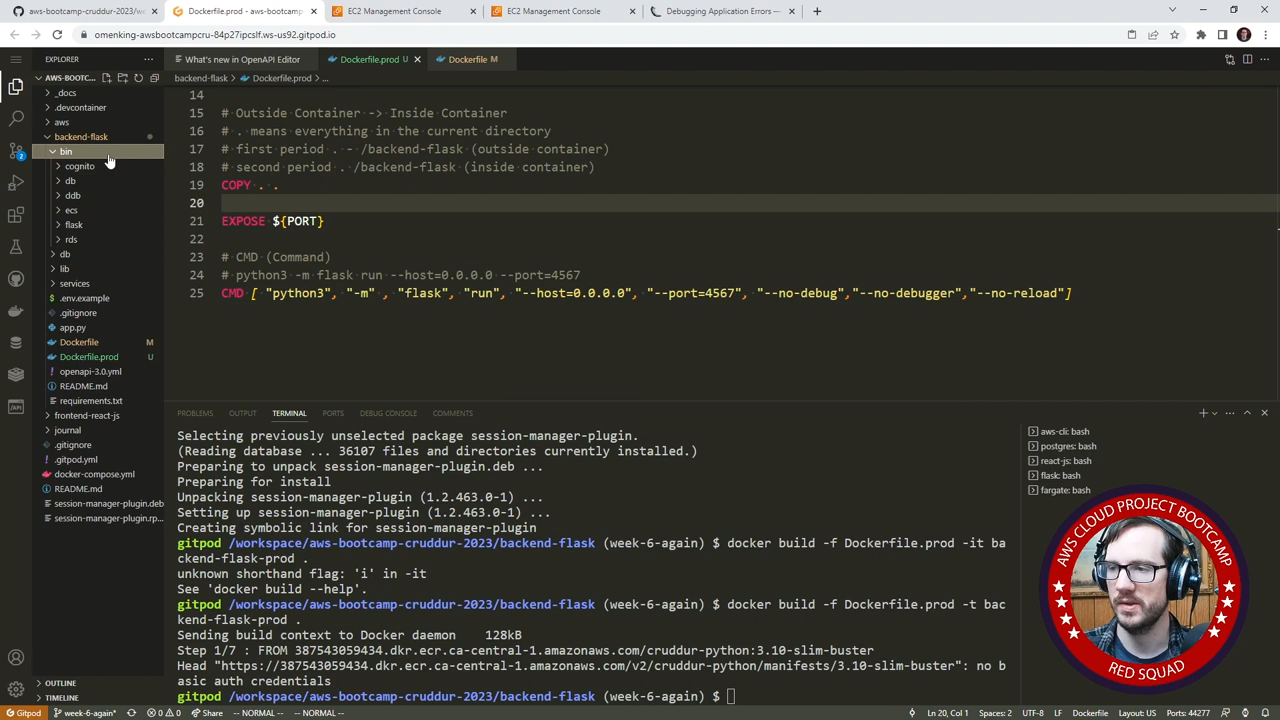 aws-bootcamp-cruddur-2023/we
Dockerfile.prod - aws-bootcamp
EC2 Management Console
EC2 Management Console
Debugging Application Errors —
omenking-awsbootcampcru-84p27ipcslf.ws-us92.gitpod.io
EXPLORER
What's new in OpenAPI Editor
Dockerfile.prod U
Dockerfile M
AWS-BOOTC...
backend-flask > Dockerfile.prod > ...
_docs
.devcontainer
aws
backend-flask
bin
cognito
db
ddb
ecs
flask
rds
db
lib
services
.env.example
.gitignore
app.py
Dockerfile M
Dockerfile.prod U
openapi-3.0.yml
README.md
requirements.txt
frontend-react-js
journal
.gitignore
.gitpod.yml
docker-compose.yml
README.md
session-manager-plugin.deb
session-manager-plugin.rp...
OUTLINE
TIMELINE
14
15 # Outside Container -> Inside Container
16 # . means everything in the current directory
17 # first period . - /backend-flask (outside container)
18 # second period . /backend-flask (inside container)
19 COPY . .
20
21 EXPOSE ${PORT}
22
23 # CMD (Command)
24 # python3 -m flask run --host=0.0.0.0 --port=4567
25 CMD [ "python3", "-m" , "flask", "run", "--host=0.0.0.0", "--port=4567", "--no-debug","--no-debugger","--no-reload"]
PROBLEMS OUTPUT TERMINAL PORTS DEBUG CONSOLE COMMENTS
Selecting previously unselected package session-manager-plugin.
(Reading database ... 36107 files and directories currently installed.)
Preparing to unpack session-manager-plugin.deb ...
Preparing for install
Unpacking session-manager-plugin (1.2.463.0-1) ...
Setting up session-manager-plugin (1.2.463.0-1) ...
Creating symbolic link for session-manager-plugin
gitpod /workspace/aws-bootcamp-cruddur-2023/backend-flask (week-6-again) $ docker build -f Dockerfile.prod -it ba
ckend-flask-prod .
unknown shorthand flag: 'i' in -it
See 'docker build --help'.
gitpod /workspace/aws-bootcamp-cruddur-2023/backend-flask (week-6-again) $ docker build -f Dockerfile.prod -t bac
kend-flask-prod .
Sending build context to Docker daemon 128kB
Step 1/7 : FROM 387543059434.dkr.ecr.ca-central-1.amazonaws.com/cruddur-python:3.10-slim-buster
Head "https://387543059434.dkr.ecr.ca-central-1.amazonaws.com/v2/cruddur-python/manifests/3.10-slim-buster": no b
asic auth credentials
gitpod /workspace/aws-bootcamp-cruddur-2023/backend-flask (week-6-again) $
aws-cli: bash
postgres: bash
react-js: bash
flask: bash
fargate: bash
AWS CLOUD PROJECT BOOTCAMP
RED SQUAD
2
Gitpod
week-6-again*
0 0
Share
-- NORMAL --
-- NORMAL --
Ln 20, Col 1
Spaces: 2
UTF-8
LF
Dockerfile
Layout: US
Ports: 44277